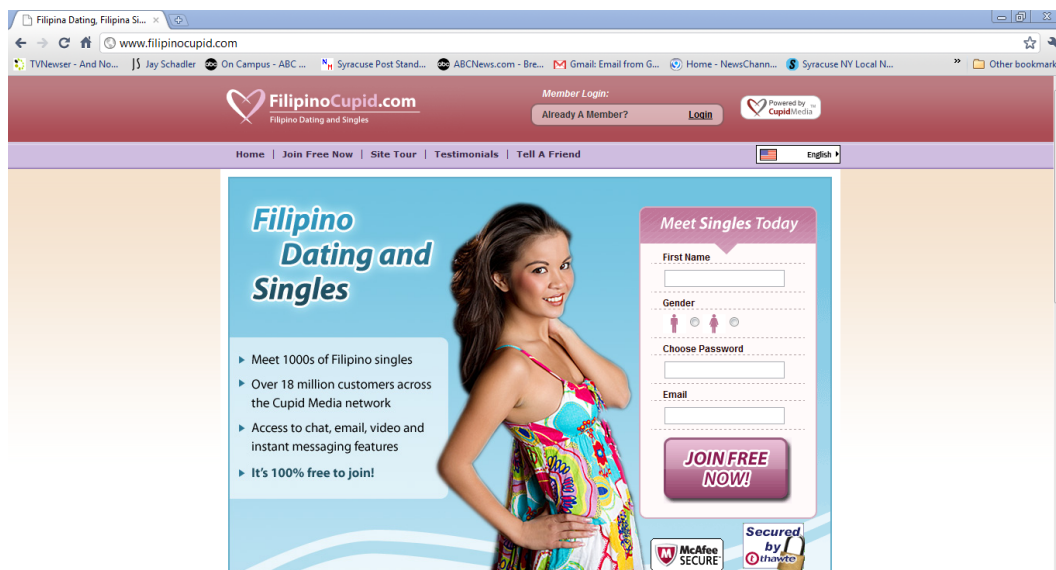 Filipina Dating, Filipina Si...
www.filipinocupid.com
TVNewser - And No...
Jay Schadler
On Campus - ABC ...
Syracuse Post Stand...
ABCNews.com - Bre...
Gmail: Email from G...
Home - NewsChann...
Syracuse NY Local N...
»
Other bookmark
FilipinoCupid.com
Filipino Dating and Singles
Member Login:
Already A Member? Login
Powered by
CupidMedia
Home | Join Free Now | Site Tour | Testimonials | Tell A Friend
English
Filipino
Dating and
Singles
Meet 1000s of Filipino singles
Over 18 million customers across
the Cupid Media network
Access to chat, email, video and
instant messaging features
It's 100% free to join!
Meet Singles Today
First Name
Gender
Choose Password
Email
JOIN FREE
NOW!
McAfee
SECURE
Secured
by
thawte